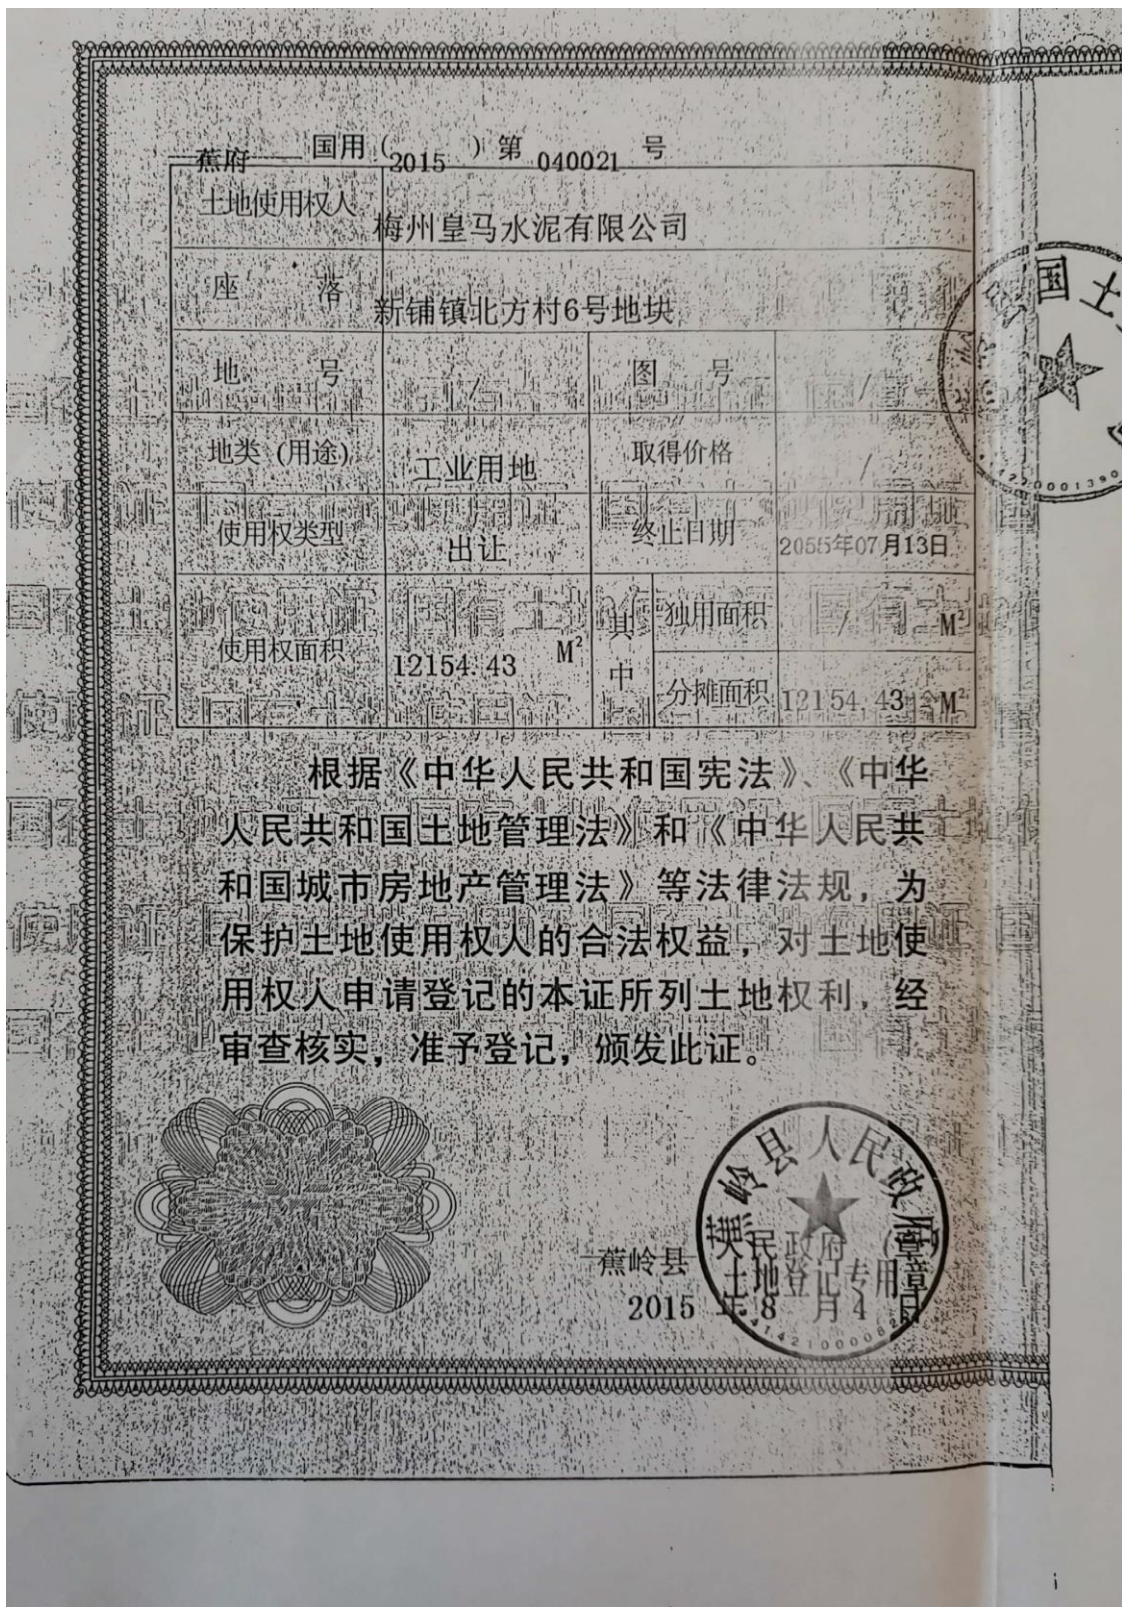 蕉府 国用(2015)第 040021 号
土地使用权人 梅州皇马水泥有限公司
座 落 新铺镇北方村6号地块
地 号 / 图 号 /
地类(用途) 工业用地 取得价格 /
使用权类型 出让 终止日期 2055年07月13日
使用权面积 12154.43 M² 其中 独用面积 / M²
分摊面积 12154.43 M²
根据《中华人民共和国宪法》、《中华
人民共和国土地管理法》和《中华人民共
和国城市房地产管理法》等法律法规，为
保护土地使用权人的合法权益，对土地使
用权人申请登记的本证所列土地权利，经
审查核实，准予登记，颁发此证。
蕉岭县人民政府
蕉岭县 人民政府 (章)
土地登记专用章
2015 年 8 月 4 日
国土